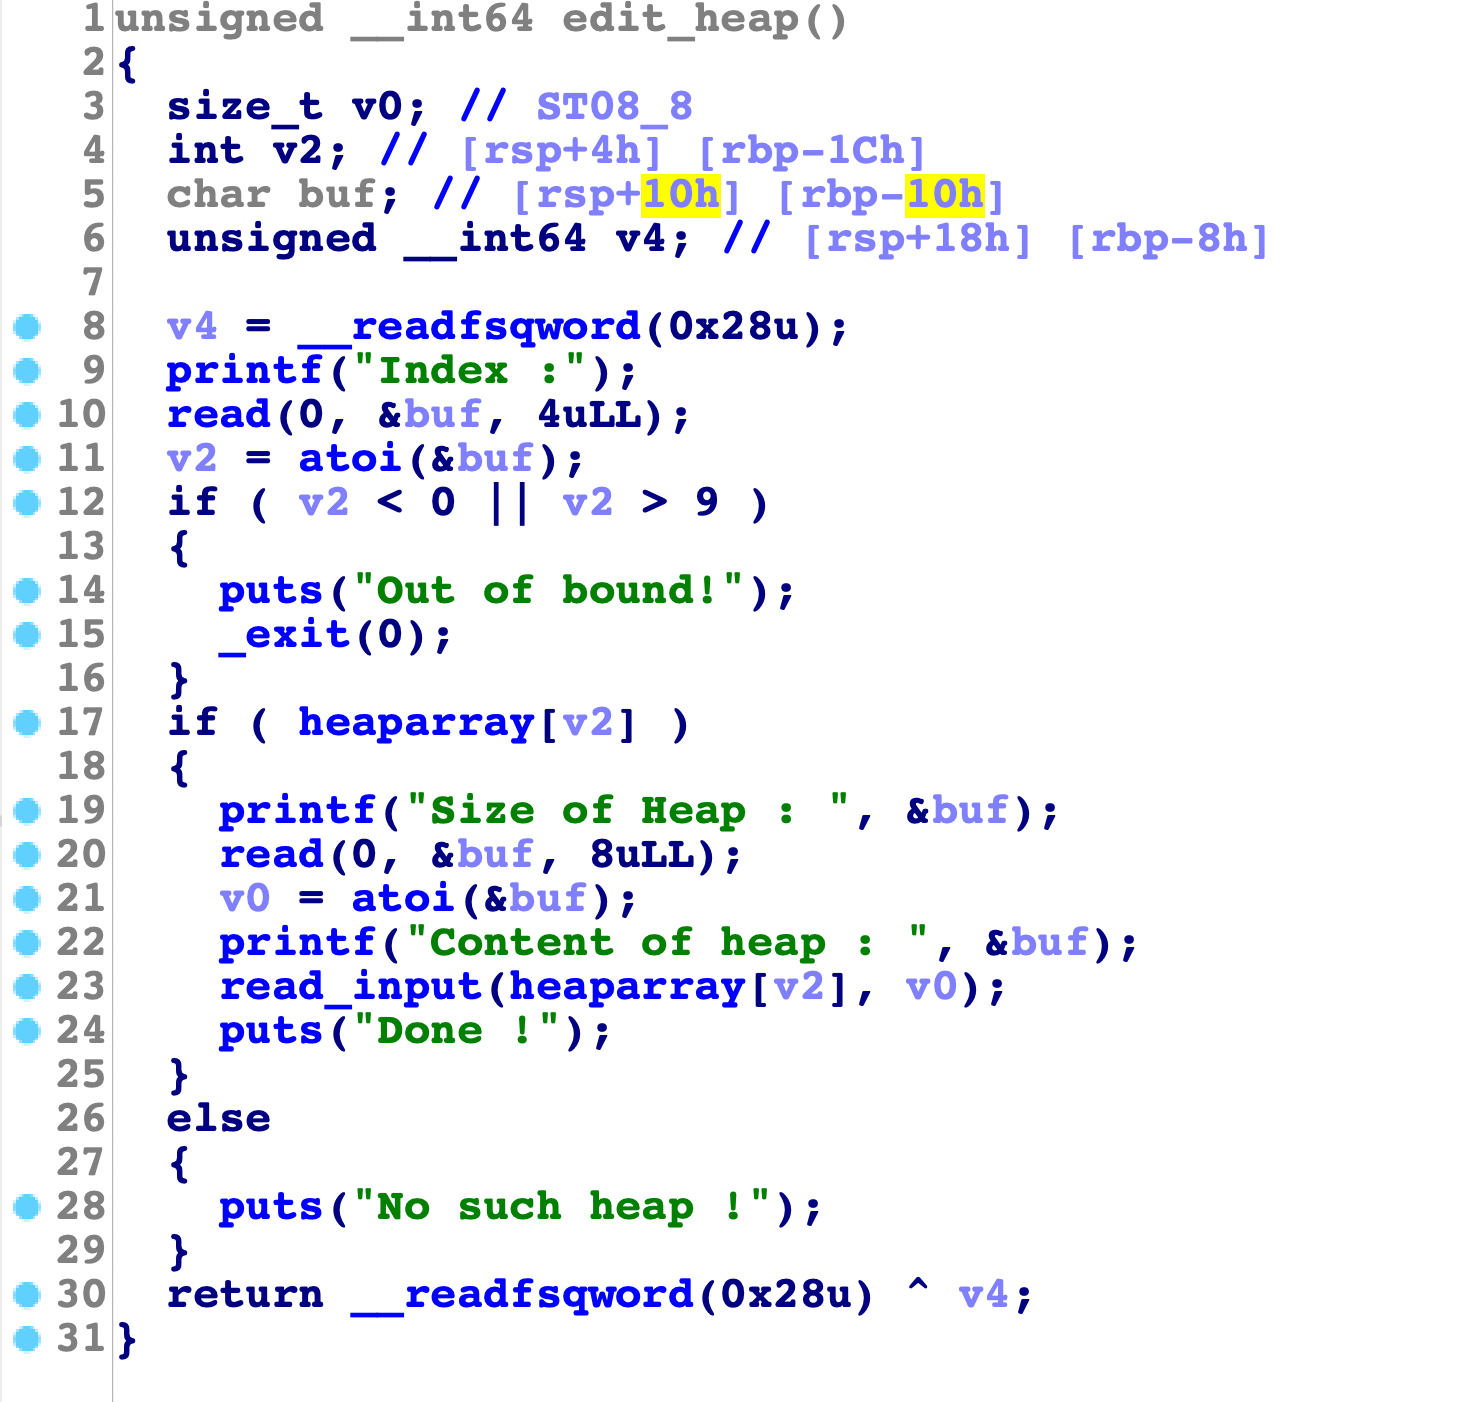 1 unsigned __int64 edit_heap()
2 {
3   size_t v0; // ST08_8
4   int v2; // [rsp+4h] [rbp-1Ch]
5   char buf; // [rsp+10h] [rbp-10h]
6   unsigned __int64 v4; // [rsp+18h] [rbp-8h]
7
8   v4 = __readfsqword(0x28u);
9   printf("Index :");
10   read(0, &buf, 4uLL);
11   v2 = atoi(&buf);
12   if ( v2 < 0 || v2 > 9 )
13   {
14     puts("Out of bound!");
15     _exit(0);
16   }
17   if ( heaparray[v2] )
18   {
19     printf("Size of Heap : ", &buf);
20     read(0, &buf, 8uLL);
21     v0 = atoi(&buf);
22     printf("Content of heap : ", &buf);
23     read_input(heaparray[v2], v0);
24     puts("Done !");
25   }
26   else
27   {
28     puts("No such heap !");
29   }
30   return __readfsqword(0x28u) ^ v4;
31 }